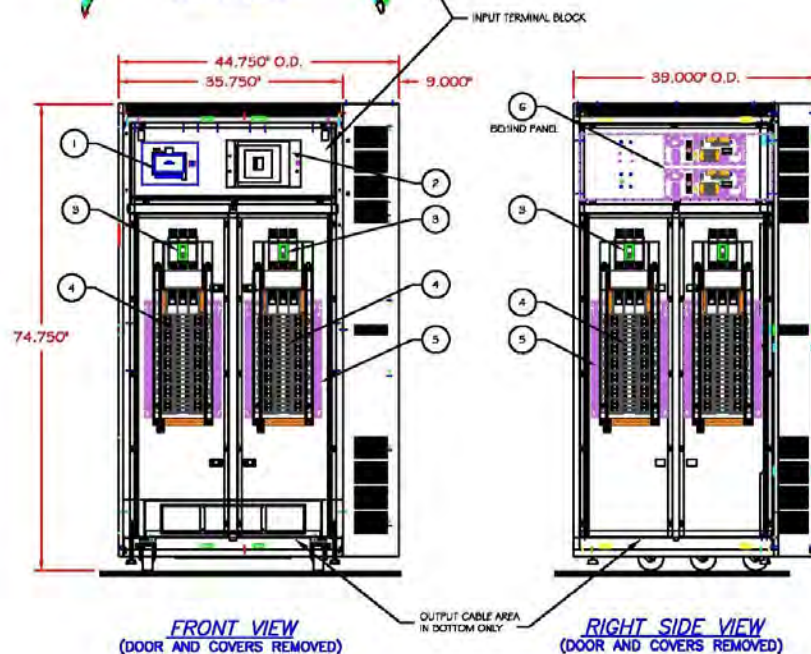 INPUT TERMINAL BLOCK
44.750" O.D.
35.750"
9.000"
39.000" O.D.
1
2
6
BEHIND PANEL
3
3
3
4
4
4
74.750"
5
5
OUTPUT CABLE AREA
IN BOTTOM ONLY
FRONT VIEW
(DOOR AND COVERS REMOVED)
RIGHT SIDE VIEW
(DOOR AND COVERS REMOVED)